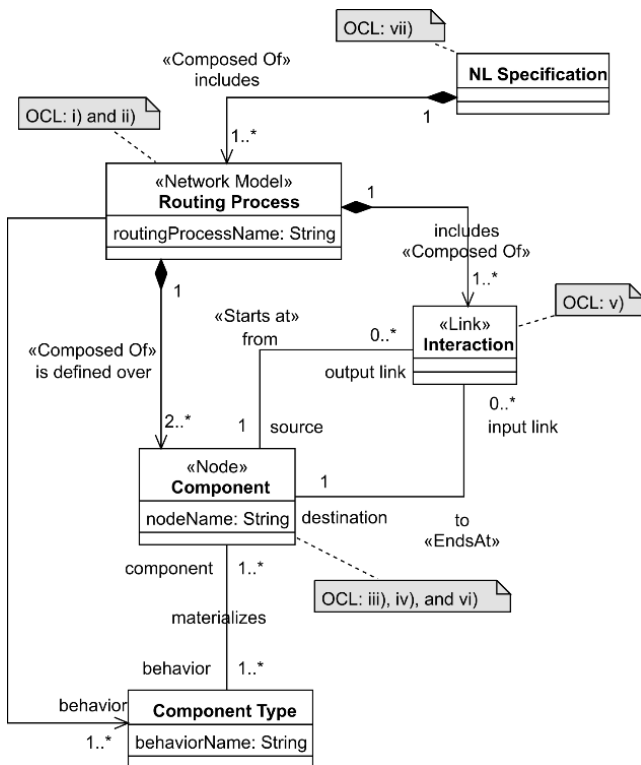 OCL: vii)
«Composed Of»
includes
NL Specification
1
OCL: i) and ii)
1..*
«Network Model»
Routing Process
routingProcessName: String
1
includes
«Composed Of»
1
1..*
OCL: v)
«Starts at»
from
0..*
«Link»
Interaction
«Composed Of»
is defined over
output link
0..*
input link
2..*
1
source
«Node»
Component
nodeName: String
1
destination
to
«EndsAt»
component
1..*
OCL: iii), iv), and vi)
materializes
behavior
1..*
behavior
1..*
Component Type
behaviorName: String